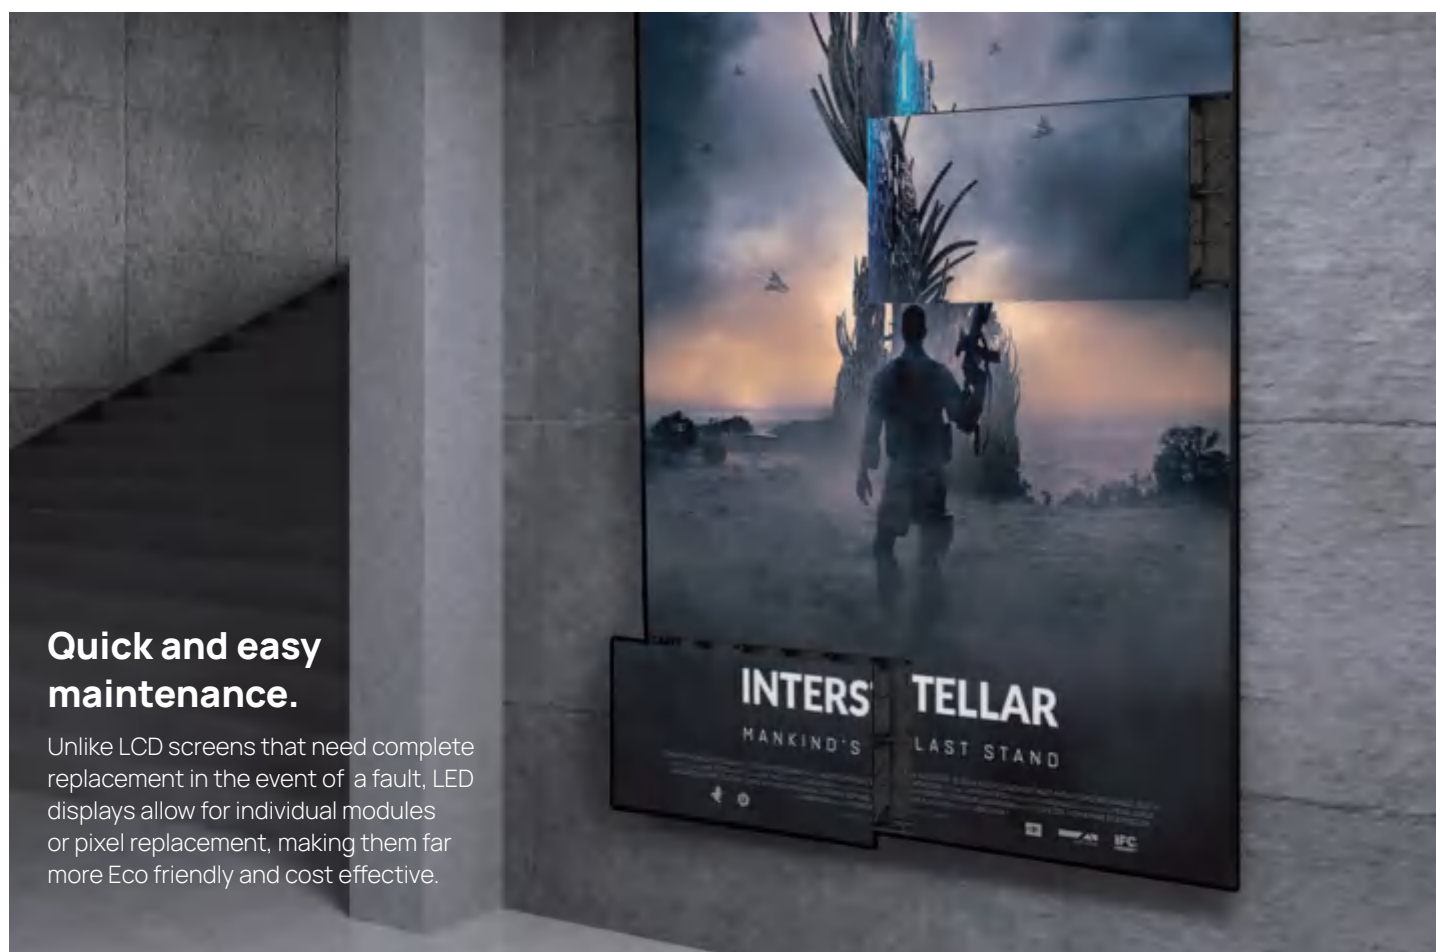 Quick and easy
maintenance.
Unlike LCD screens that need complete
replacement in the event of a fault, LED
displays allow for individual modules
or pixel replacement, making them far
more Eco friendly and cost effective.
INTERS TELLAR
MANKIND'S LAST STAND
IFC